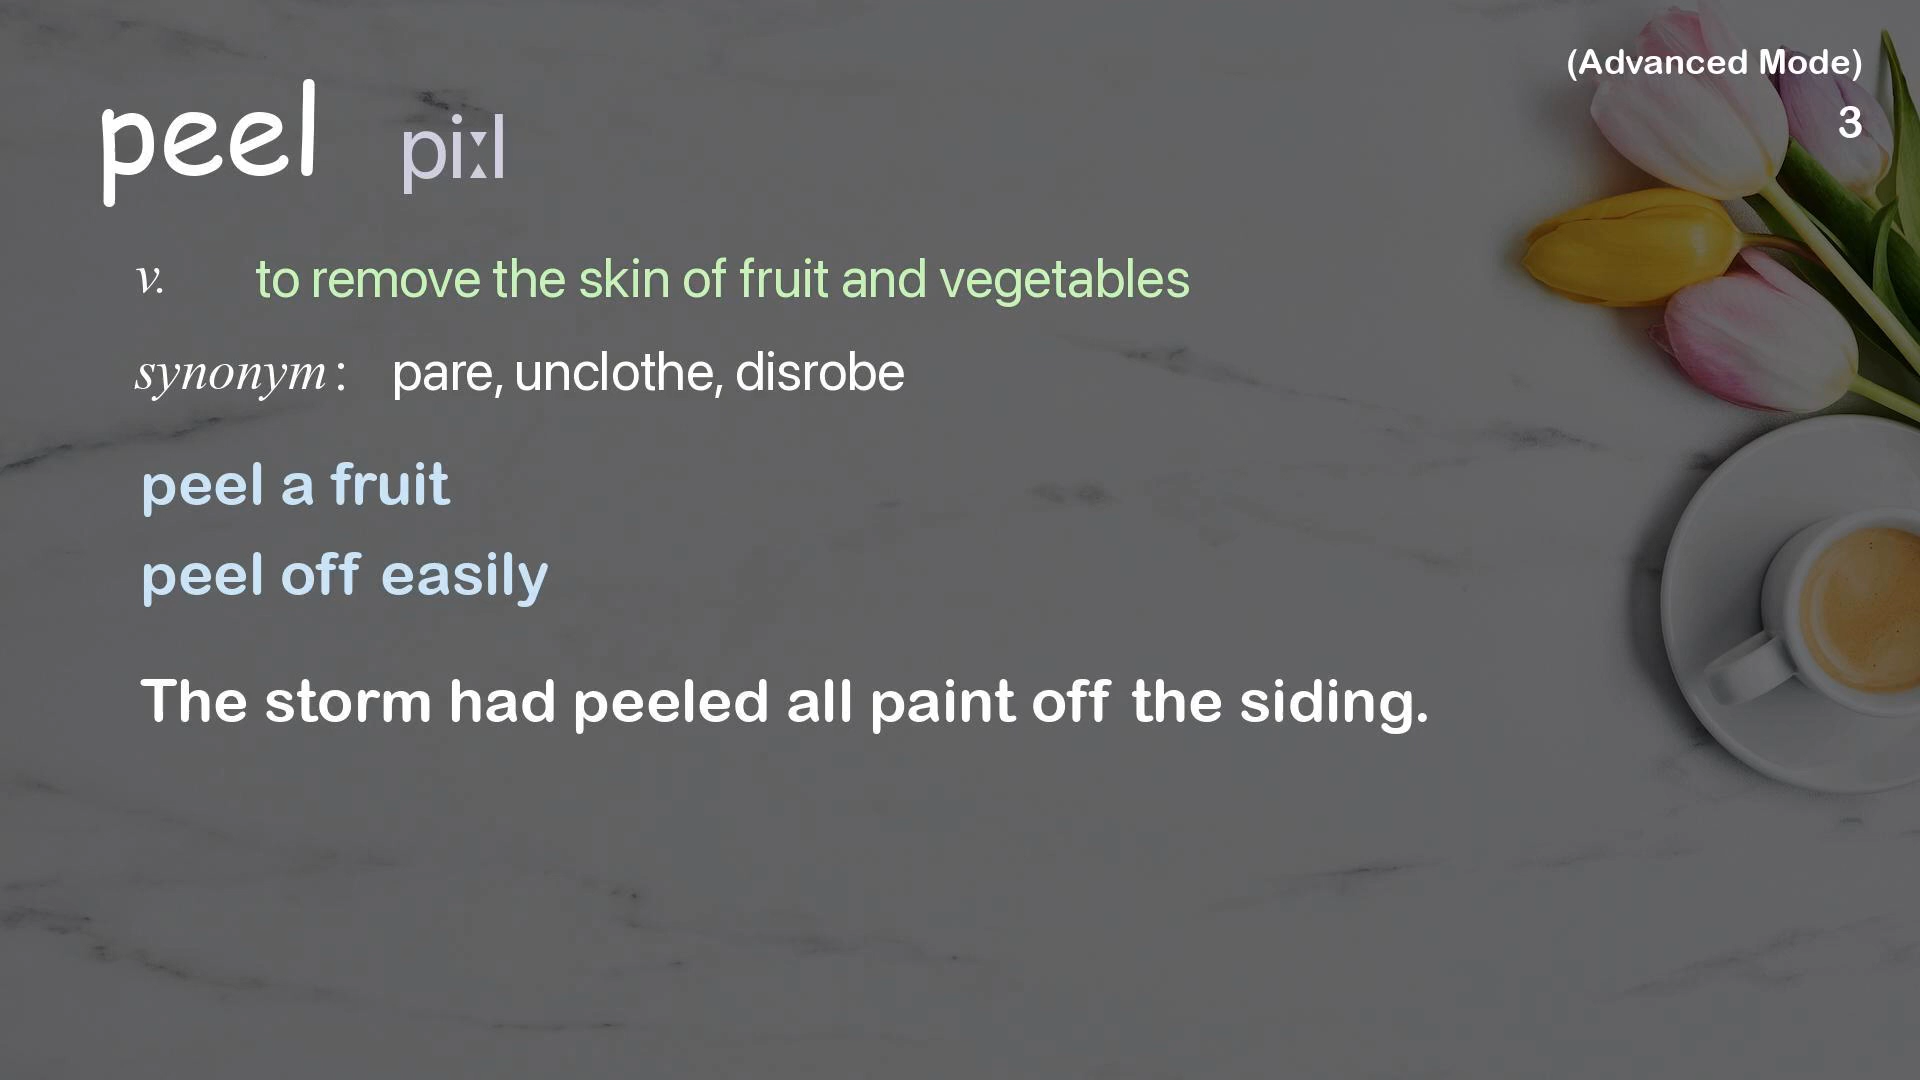 (Advanced Mode)
3
peel piːl
v. to remove the skin of fruit and vegetables
synonym: pare, unclothe, disrobe
peel a fruit
peel off easily
The storm had peeled all paint off the siding.